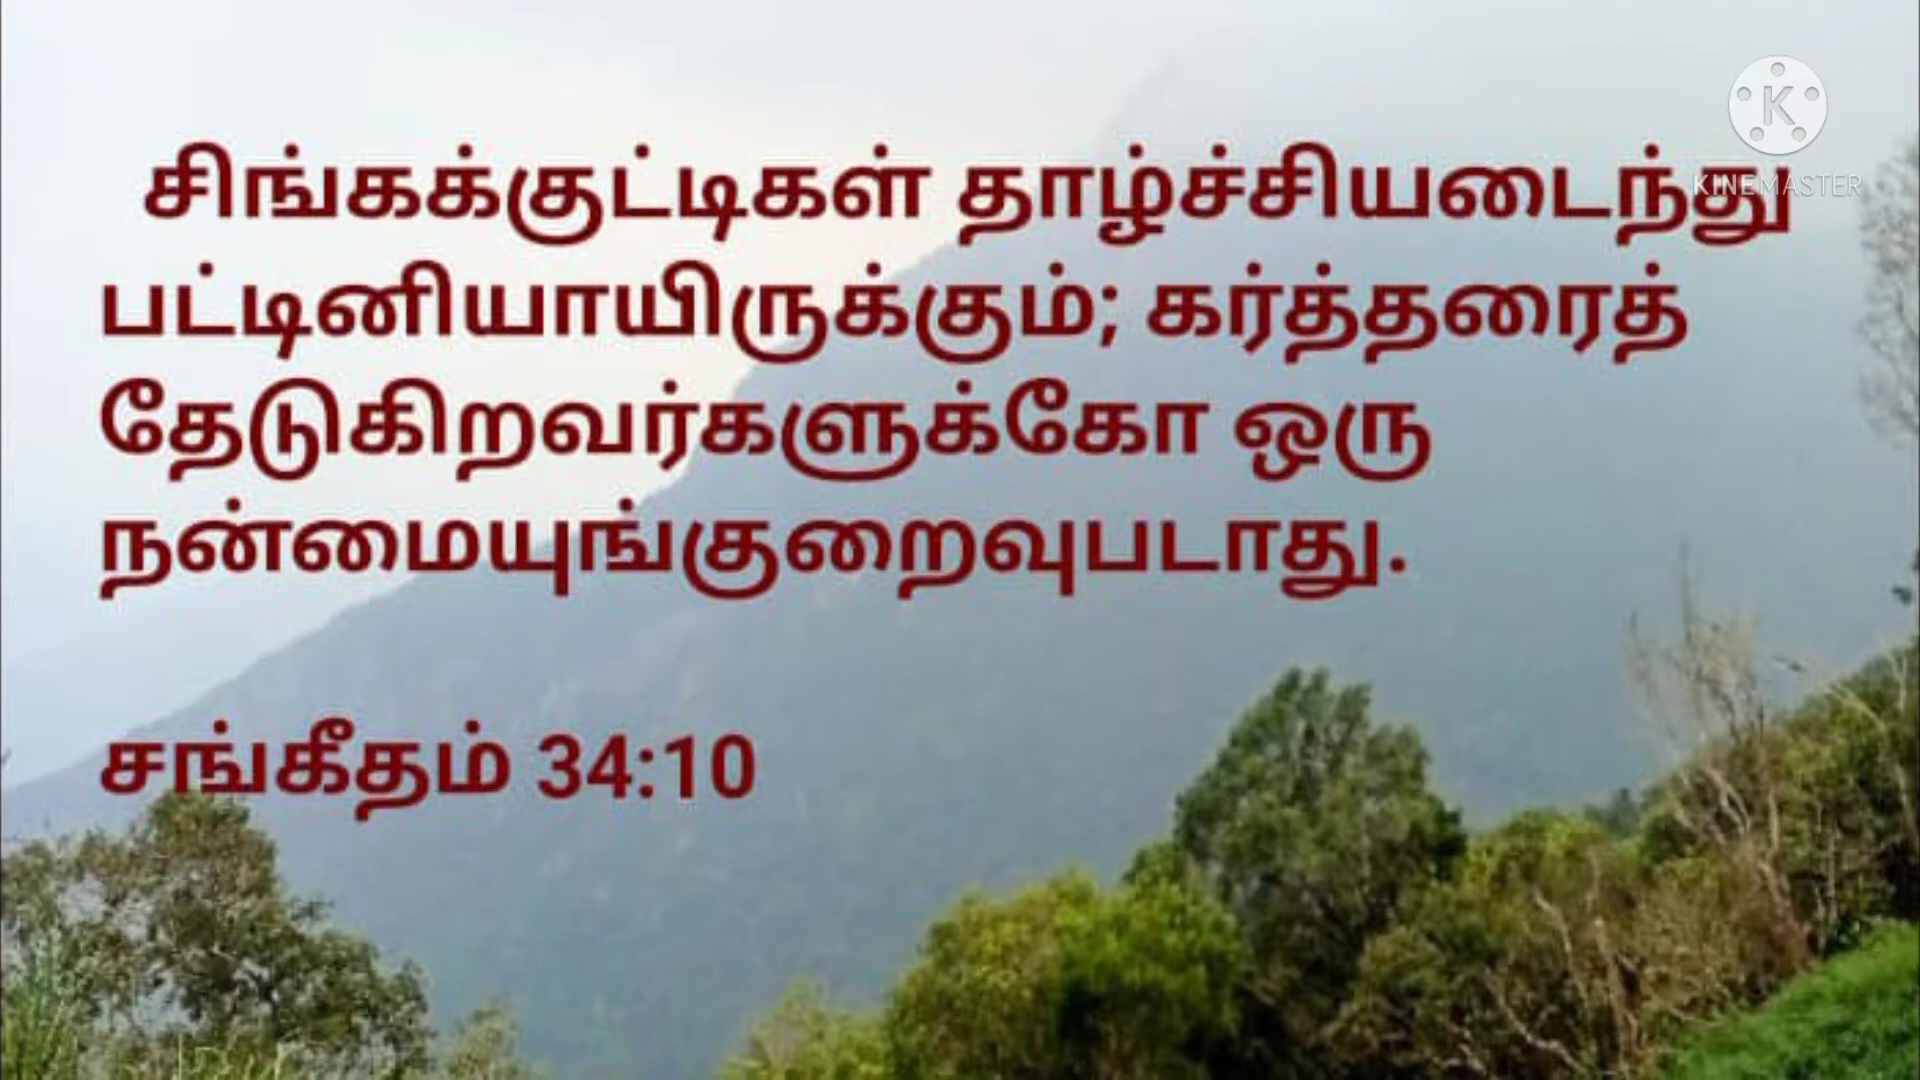 சிங்கக்குட்டிகள் தாழ்ச்சியடைந்து
பட்டினியாயிருக்கும்; கர்த்தரைத்
தேடுகிறவர்களுக்கோ ஒரு
நன்மையுங்குறைவுபடாது.
சங்கீதம் 34:10
K
KINEMASTER